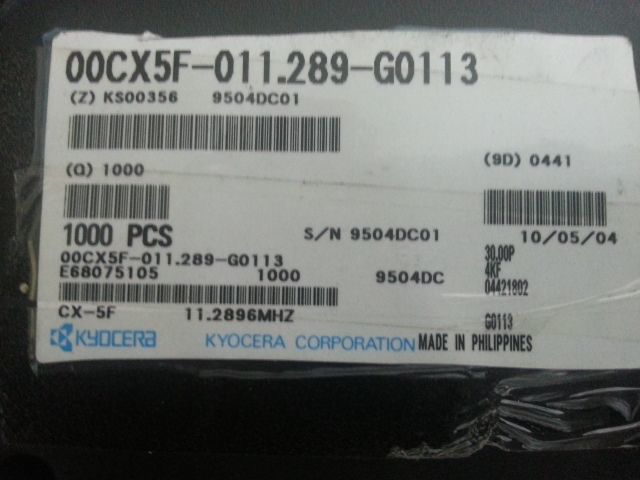 00CX5F-011.289-G0113
(Z) KS00356 9504DC01
(Q) 1000
(9D) 0441
1000 PCS
S/N 9504DC01
10/05/04
00CX5F-011.289-G0113
E68075105 1000 9504DC
30.00P
4KF
04421802
G0113
CX-5F 11.2896MHZ
KYOCERA KYOCERA CORPORATION MADE IN PHILIPPINES